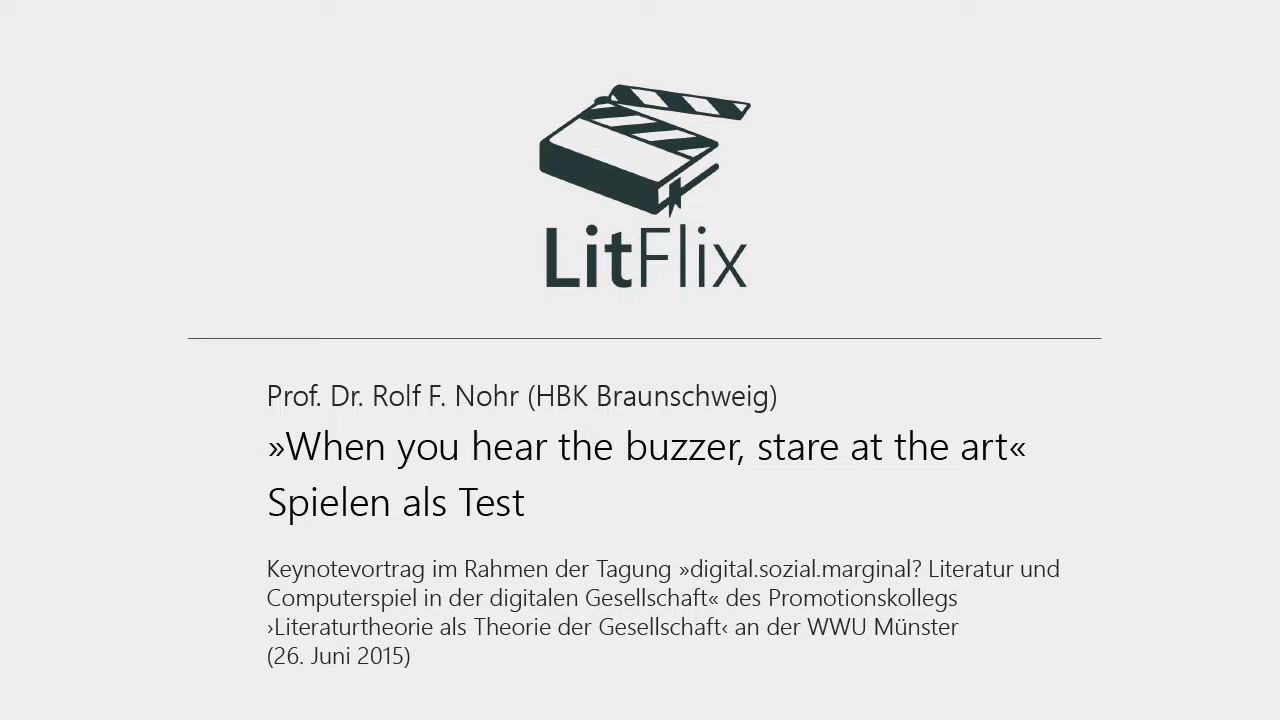 LitFlix
Prof. Dr. Rolf F. Nohr (HBK Braunschweig)
»When you hear the buzzer, stare at the art«
Spielen als Test
Keynotevortrag im Rahmen der Tagung »digital.sozial.marginal? Literatur und
Computerspiel in der digitalen Gesellschaft« des Promotionskollegs
›Literaturtheorie als Theorie der Gesellschaft‹ an der WWU Münster
(26. Juni 2015)